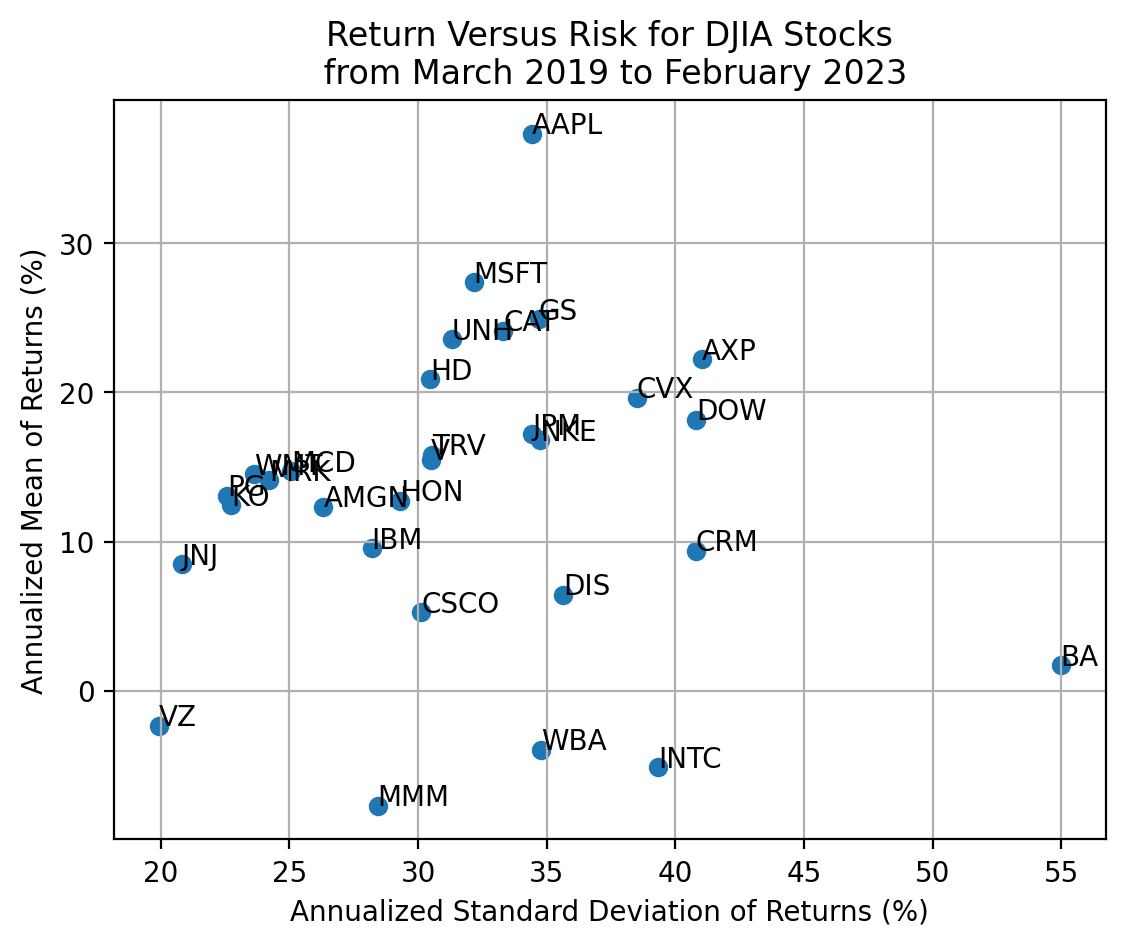 Return Versus Risk for DJIA Stocks
from March 2019 to February 2023
Annualized Mean of Returns (%)
30
20
10
0
AAPL
MSFT
GS
CAT
UNH
AXP
HD
CVX
DOW
JPM
NKE
TRV
V
MCD
WMT
MRK
PG
KO
HON
AMGN
IBM
CRM
JNJ
DIS
CSCO
BA
VZ
WBA
INTC
MMM
20 25 30 35 40 45 50 55
Annualized Standard Deviation of Returns (%)